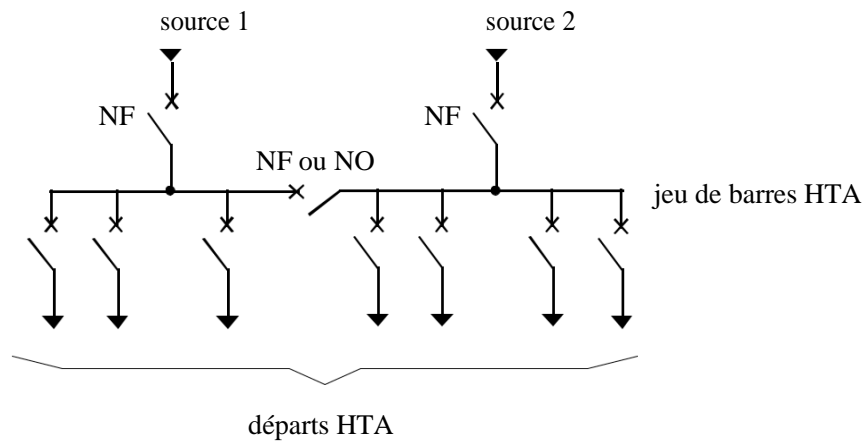 source 1
source 2
NF
NF
NF ou NO
jeu de barres HTA
départs HTA